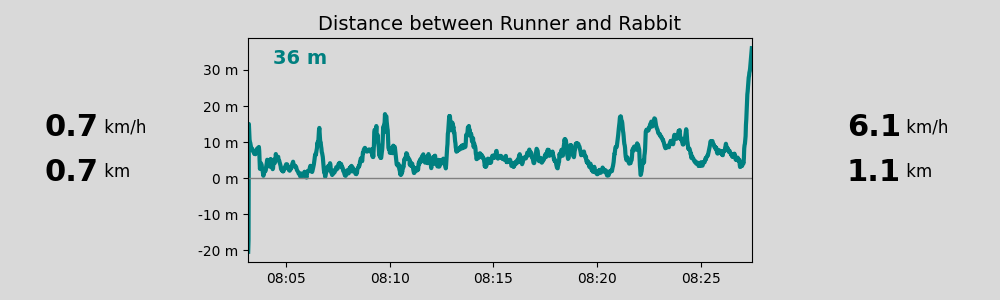 Distance between Runner and Rabbit
36 m
30 m
20 m
10 m
0 m
-10 m
-20 m
08:05 08:10 08:15 08:20 08:25
0.7 km/h
0.7 km
6.1 km/h
1.1 km